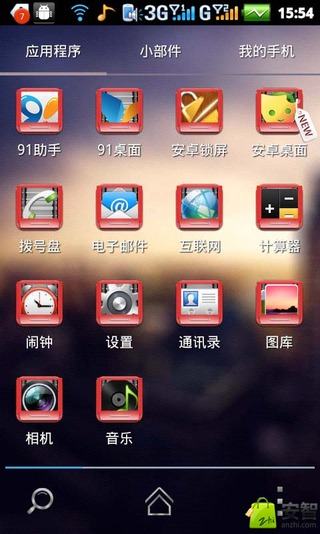 7 3G G 15:54
应用程序 小部件 我的手机
91助手 91桌面 安卓锁屏 安卓桌面
NEW
拨号盘 电子邮件 互联网 计算器
闹钟 设置 通讯录 图库
相机 音乐
安智
anzhi.com